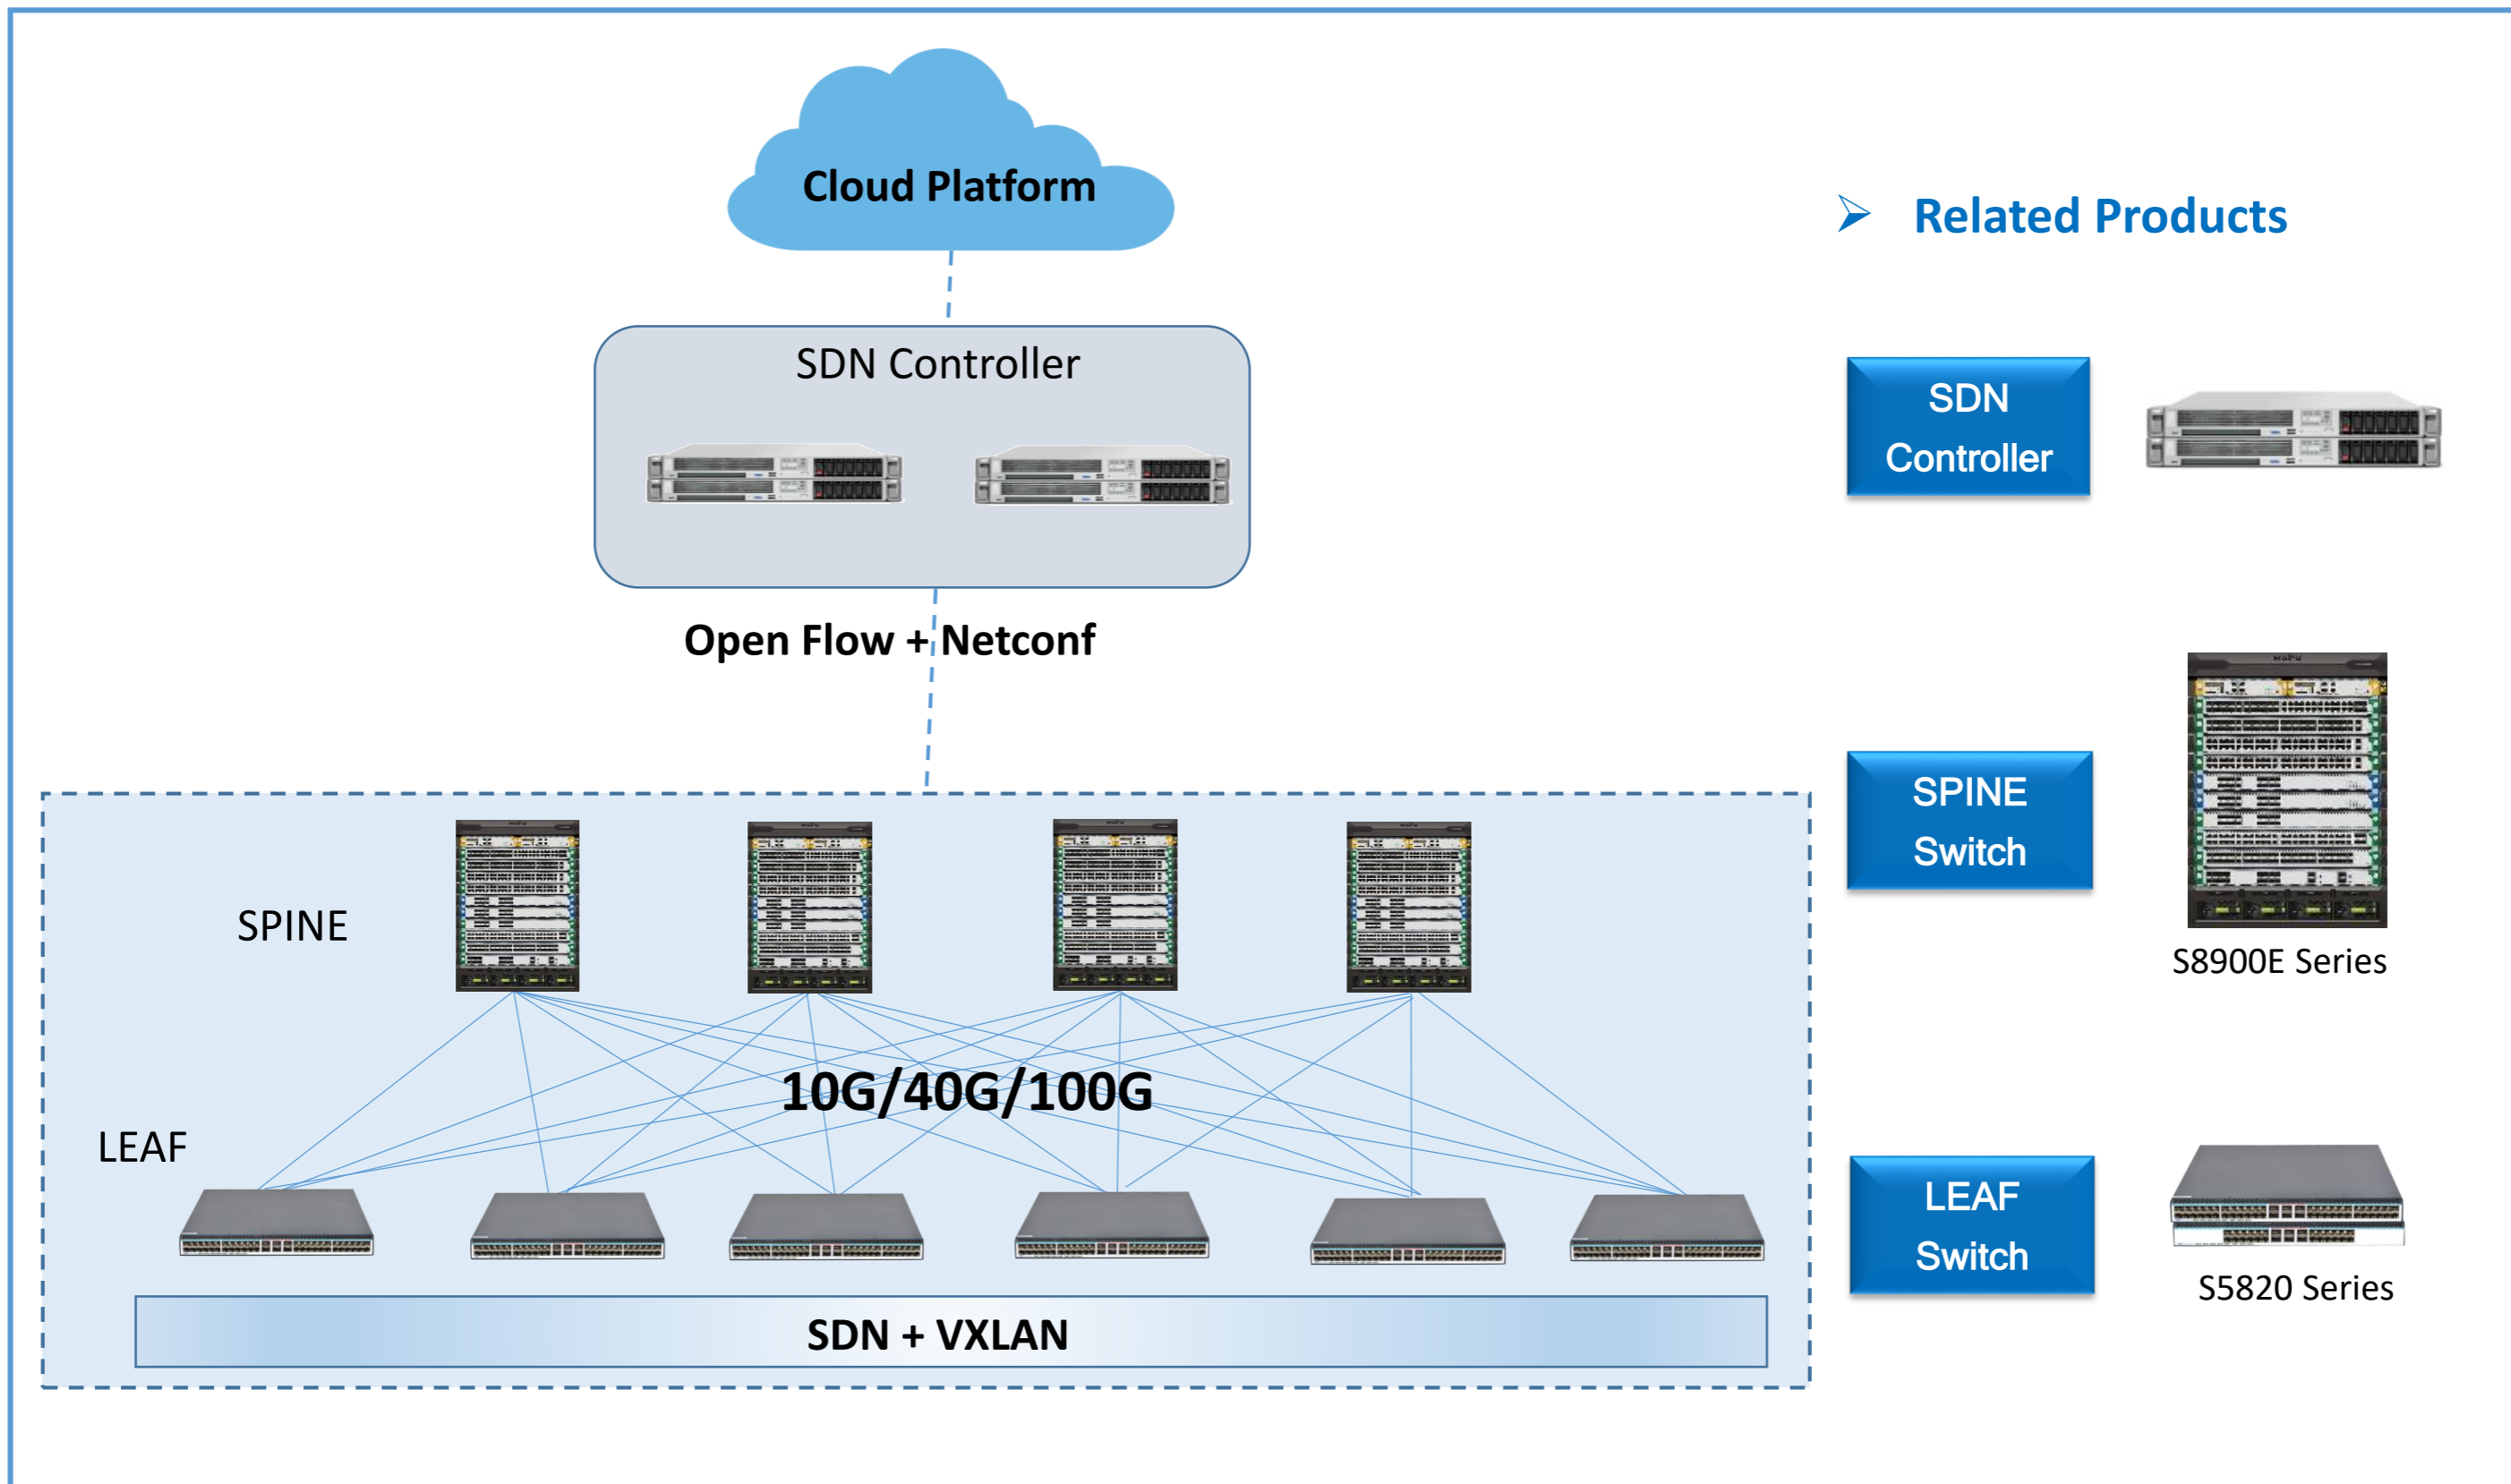 Cloud Platform
Related Products
SDN Controller
SDN
Controller
Open Flow + Netconf
SPINE
Switch
SPINE
S8900E Series
10G/40G/100G
LEAF
LEAF
Switch
S5820 Series
SDN + VXLAN